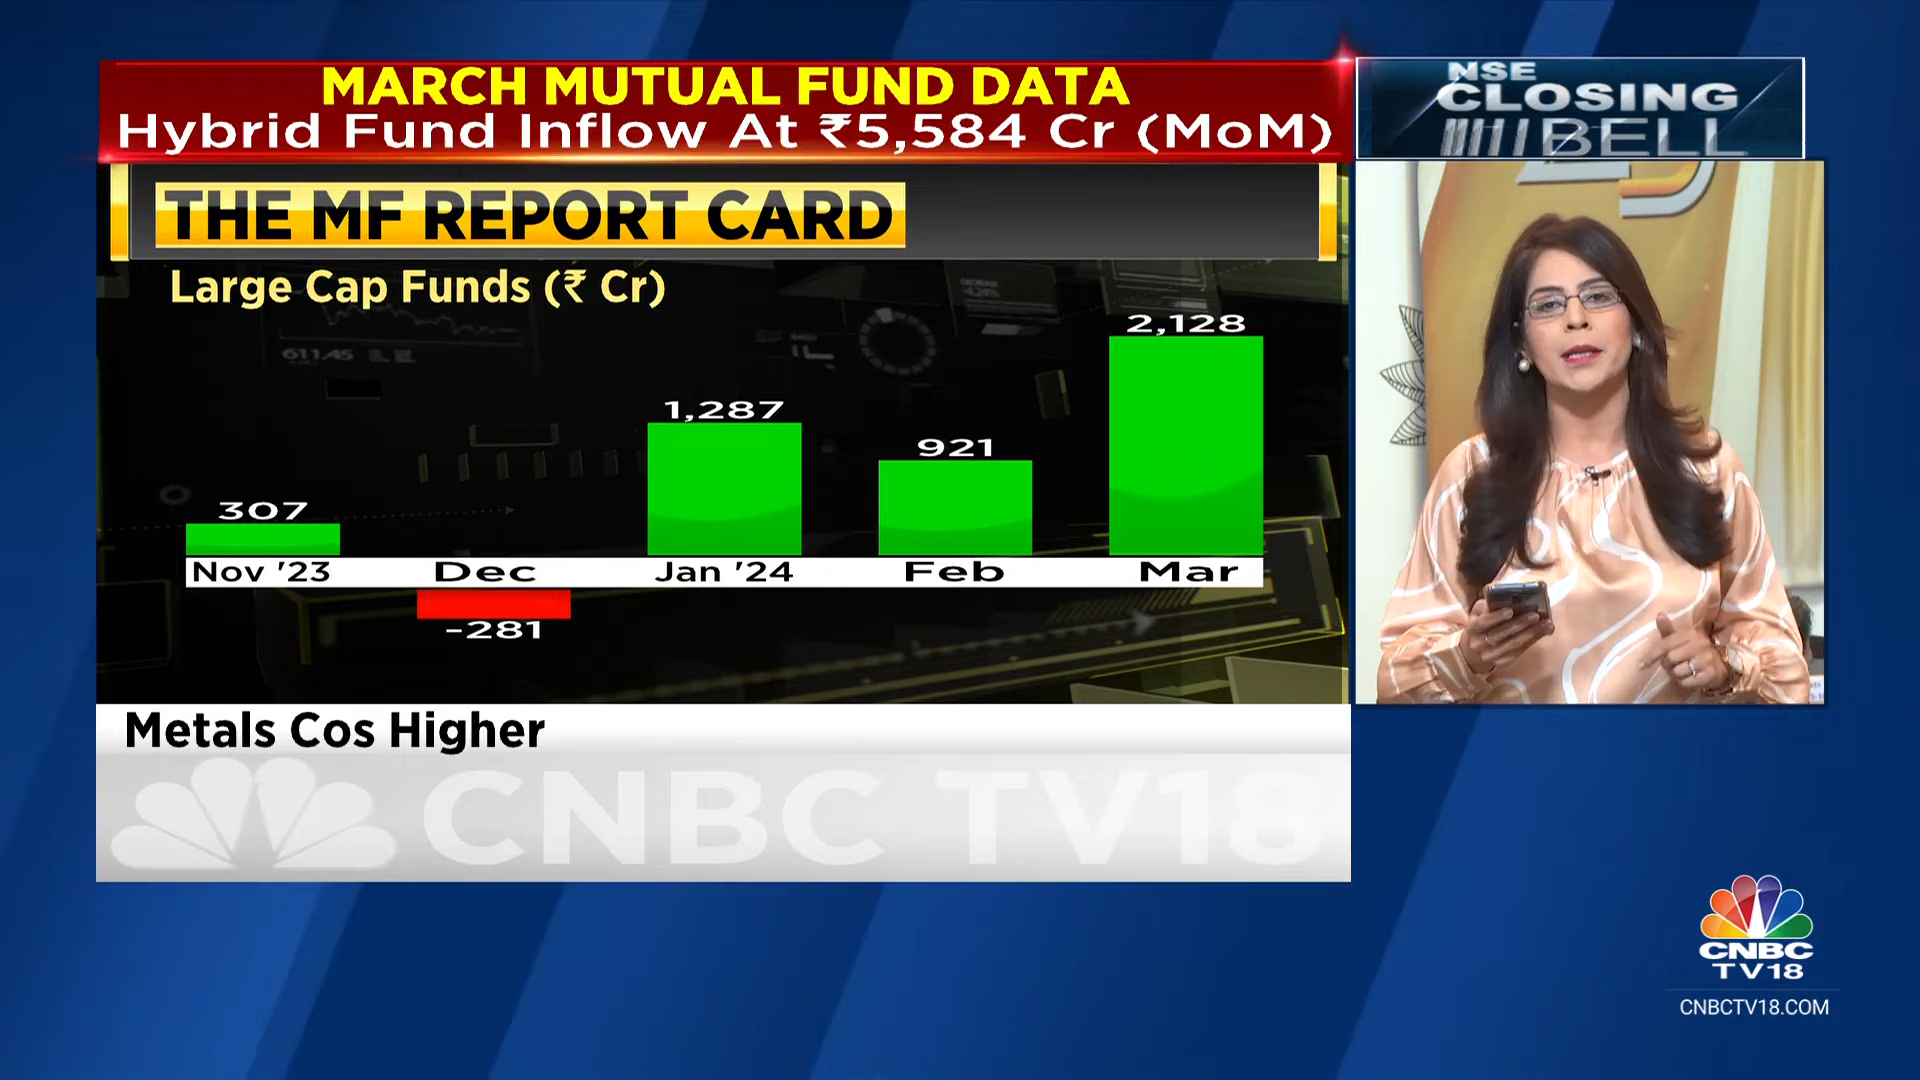 MARCH MUTUAL FUND DATA
Hybrid Fund Inflow At ₹5,584 Cr (MoM)
NSE
CLOSING
BELL
THE MF REPORT CARD
Large Cap Funds (₹ Cr)
611.45
307
-281
1,287
921
2,128
Nov '23 Dec Jan '24 Feb Mar
Metals Cos Higher
CNBC TV18
CNBC
TV18
CNBCTV18.COM